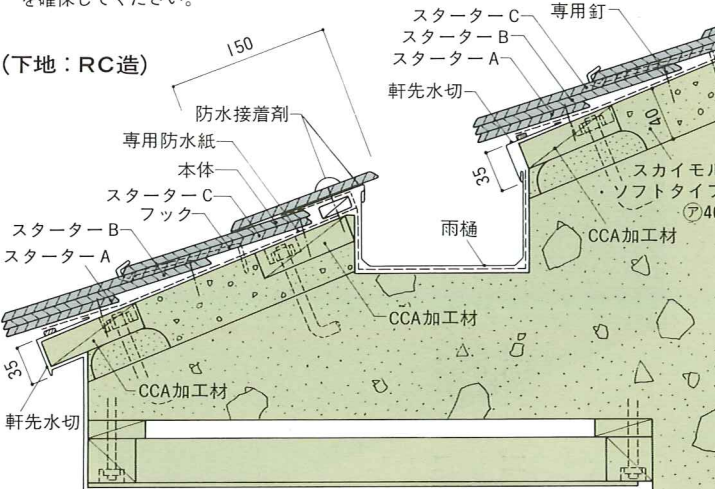 を確保してください。
(下地：RC造)
150
防水接着剤
専用防水紙
本体
スターターC
フック
スターターB
スターターA
35
軒先水切
CCA加工材
CCA加工材
雨樋
専用釘
スターターC
スターターB
スターターA
軒先水切
35
40
スカイモル
・ソフトタイプ
㋐40
CCA加工材